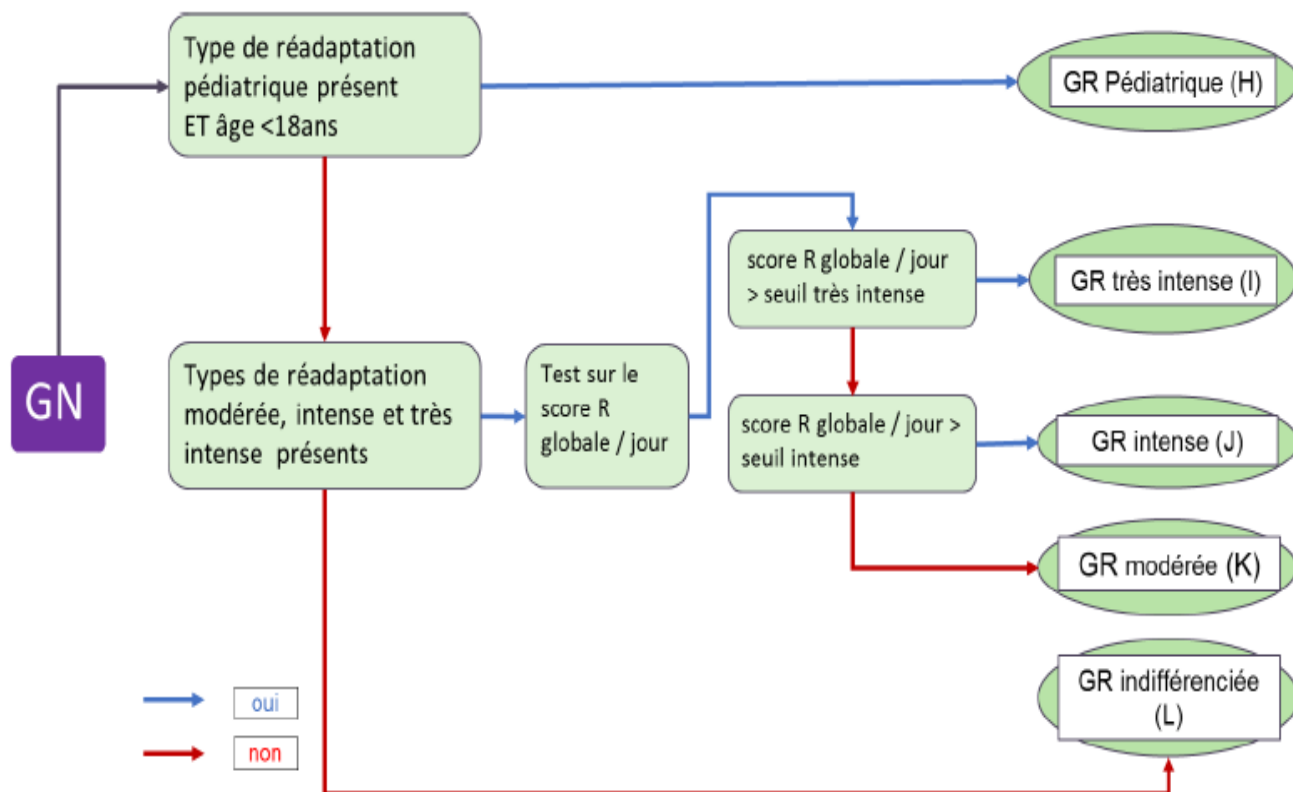 Type de réadaptation
pédiatrique présent
ET âge <18ans
GR Pédiatrique (H)
score R globale / jour
> seuil très intense
GR très intense (I)
GN
Types de réadaptation
modérée, intense et très
intense présents
Test sur le
score R
globale / jour
score R globale / jour >
seuil intense
GR intense (J)
GR modérée (K)
GR indifférenciée
(L)
oui
non